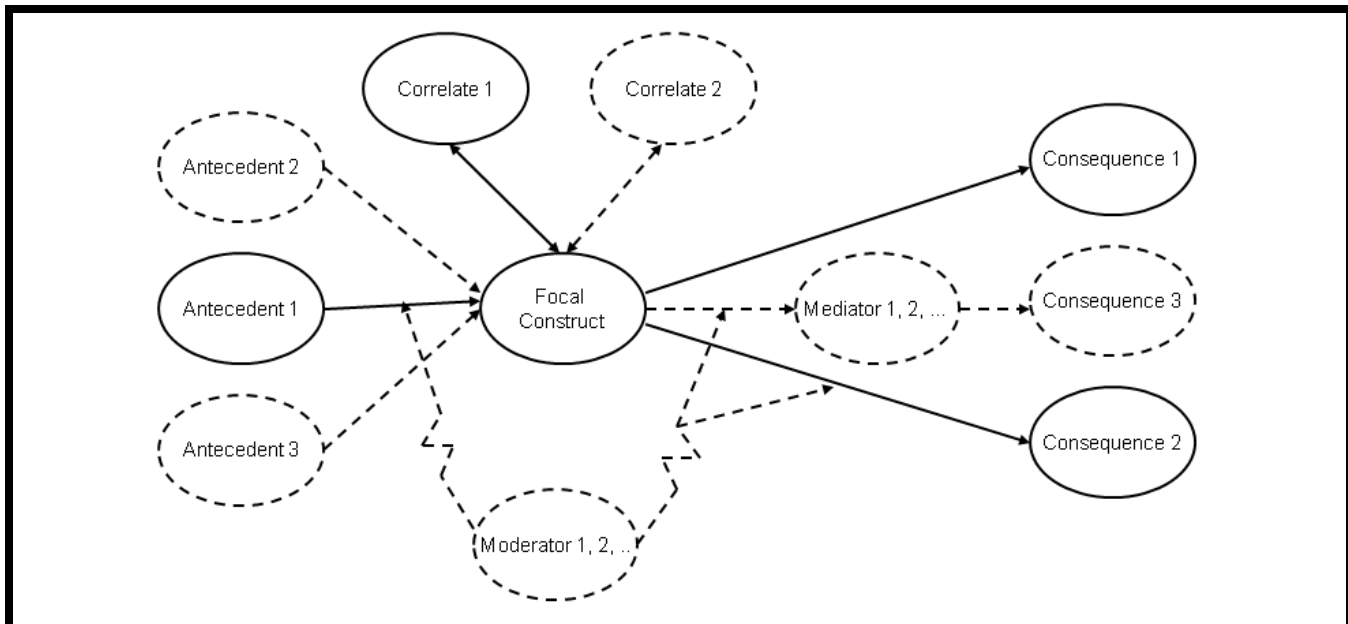 Correlate 1
Correlate 2
Antecedent 2
Consequence 1
Antecedent 1
Focal
Construct
Mediator 1, 2, ...
Consequence 3
Antecedent 3
Consequence 2
Moderator 1, 2, ..